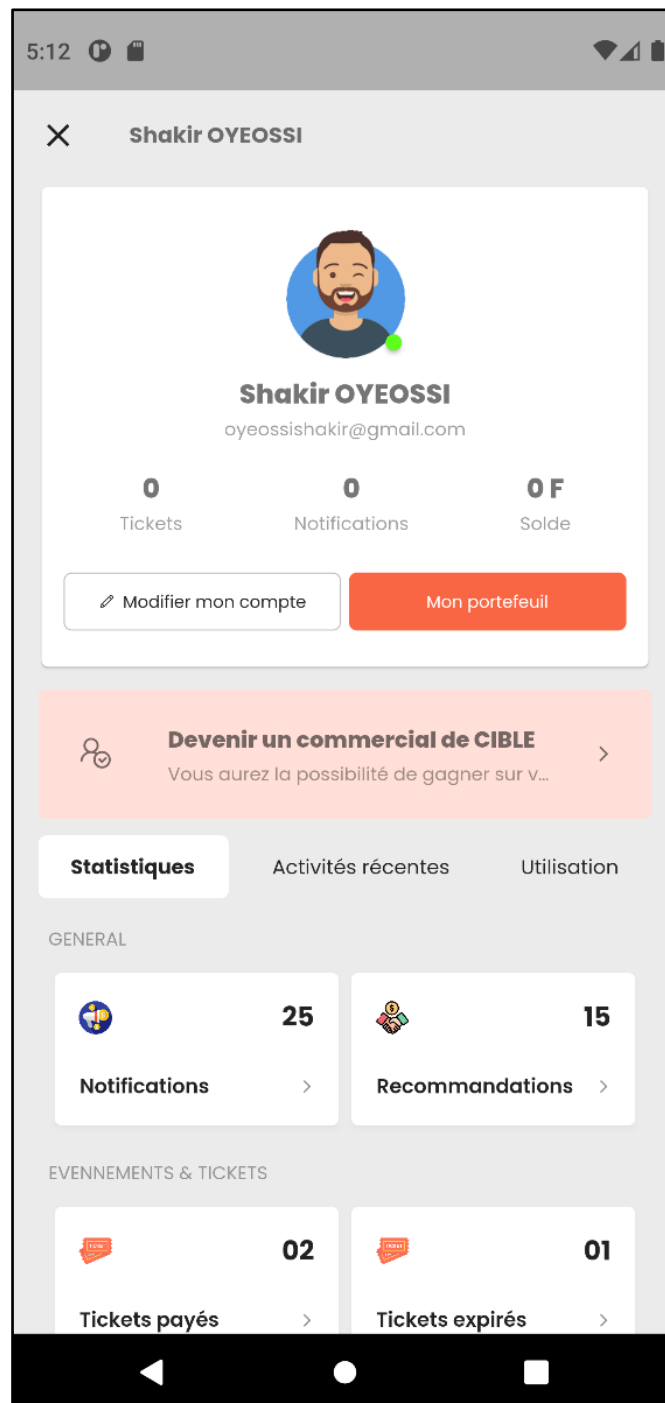 5:12
Shakir OYEOSSI
Shakir OYEOSSI
oyeossishakir@gmail.com
0 0 0 F
Tickets Notifications Solde
Modifier mon compte Mon portefeuil
Devenir un commercial de CIBLE
Vous aurez la possibilité de gagner sur v...
Statistiques Activités récentes Utilisation
GENERAL
25 15
Notifications Recommandations
EVENNEMENTS & TICKETS
02 01
Tickets payés Tickets expirés